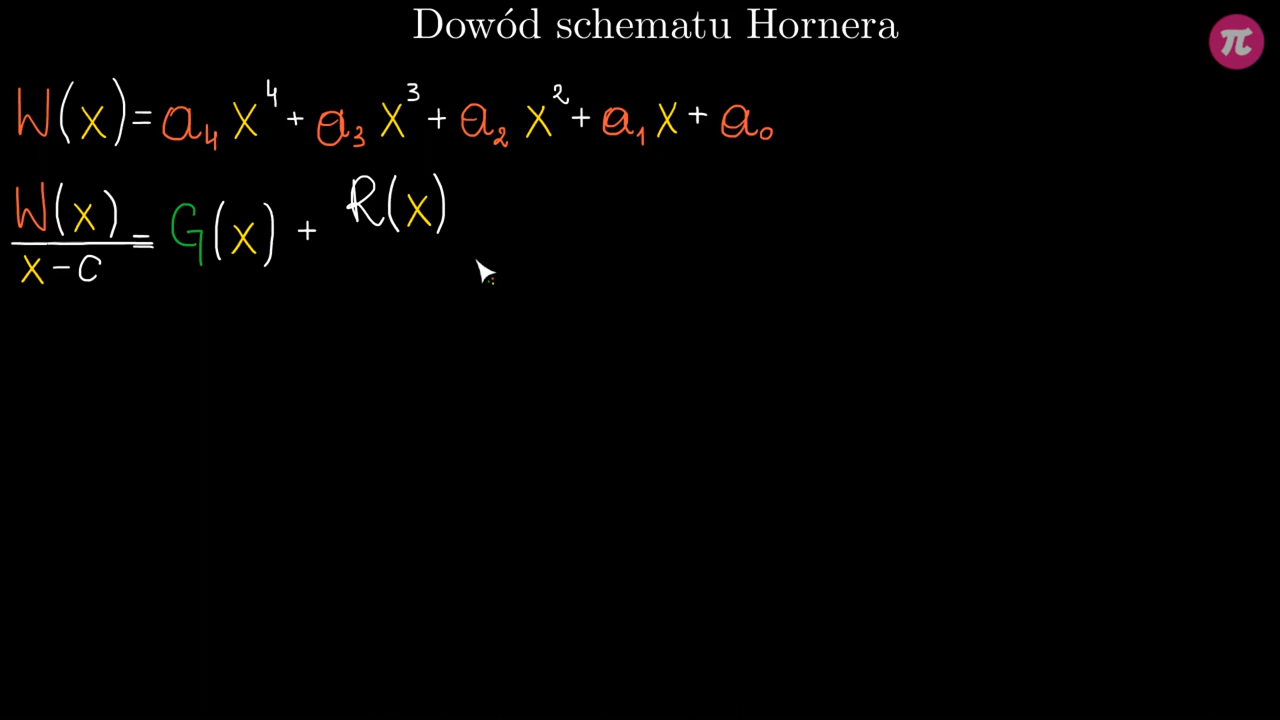 Dowód schematu Hornera
π
W(x)=a₄x⁴+a₃x³+a₂x²+a₁x+a₀
W(x)/x-c = G(x)+R(x)